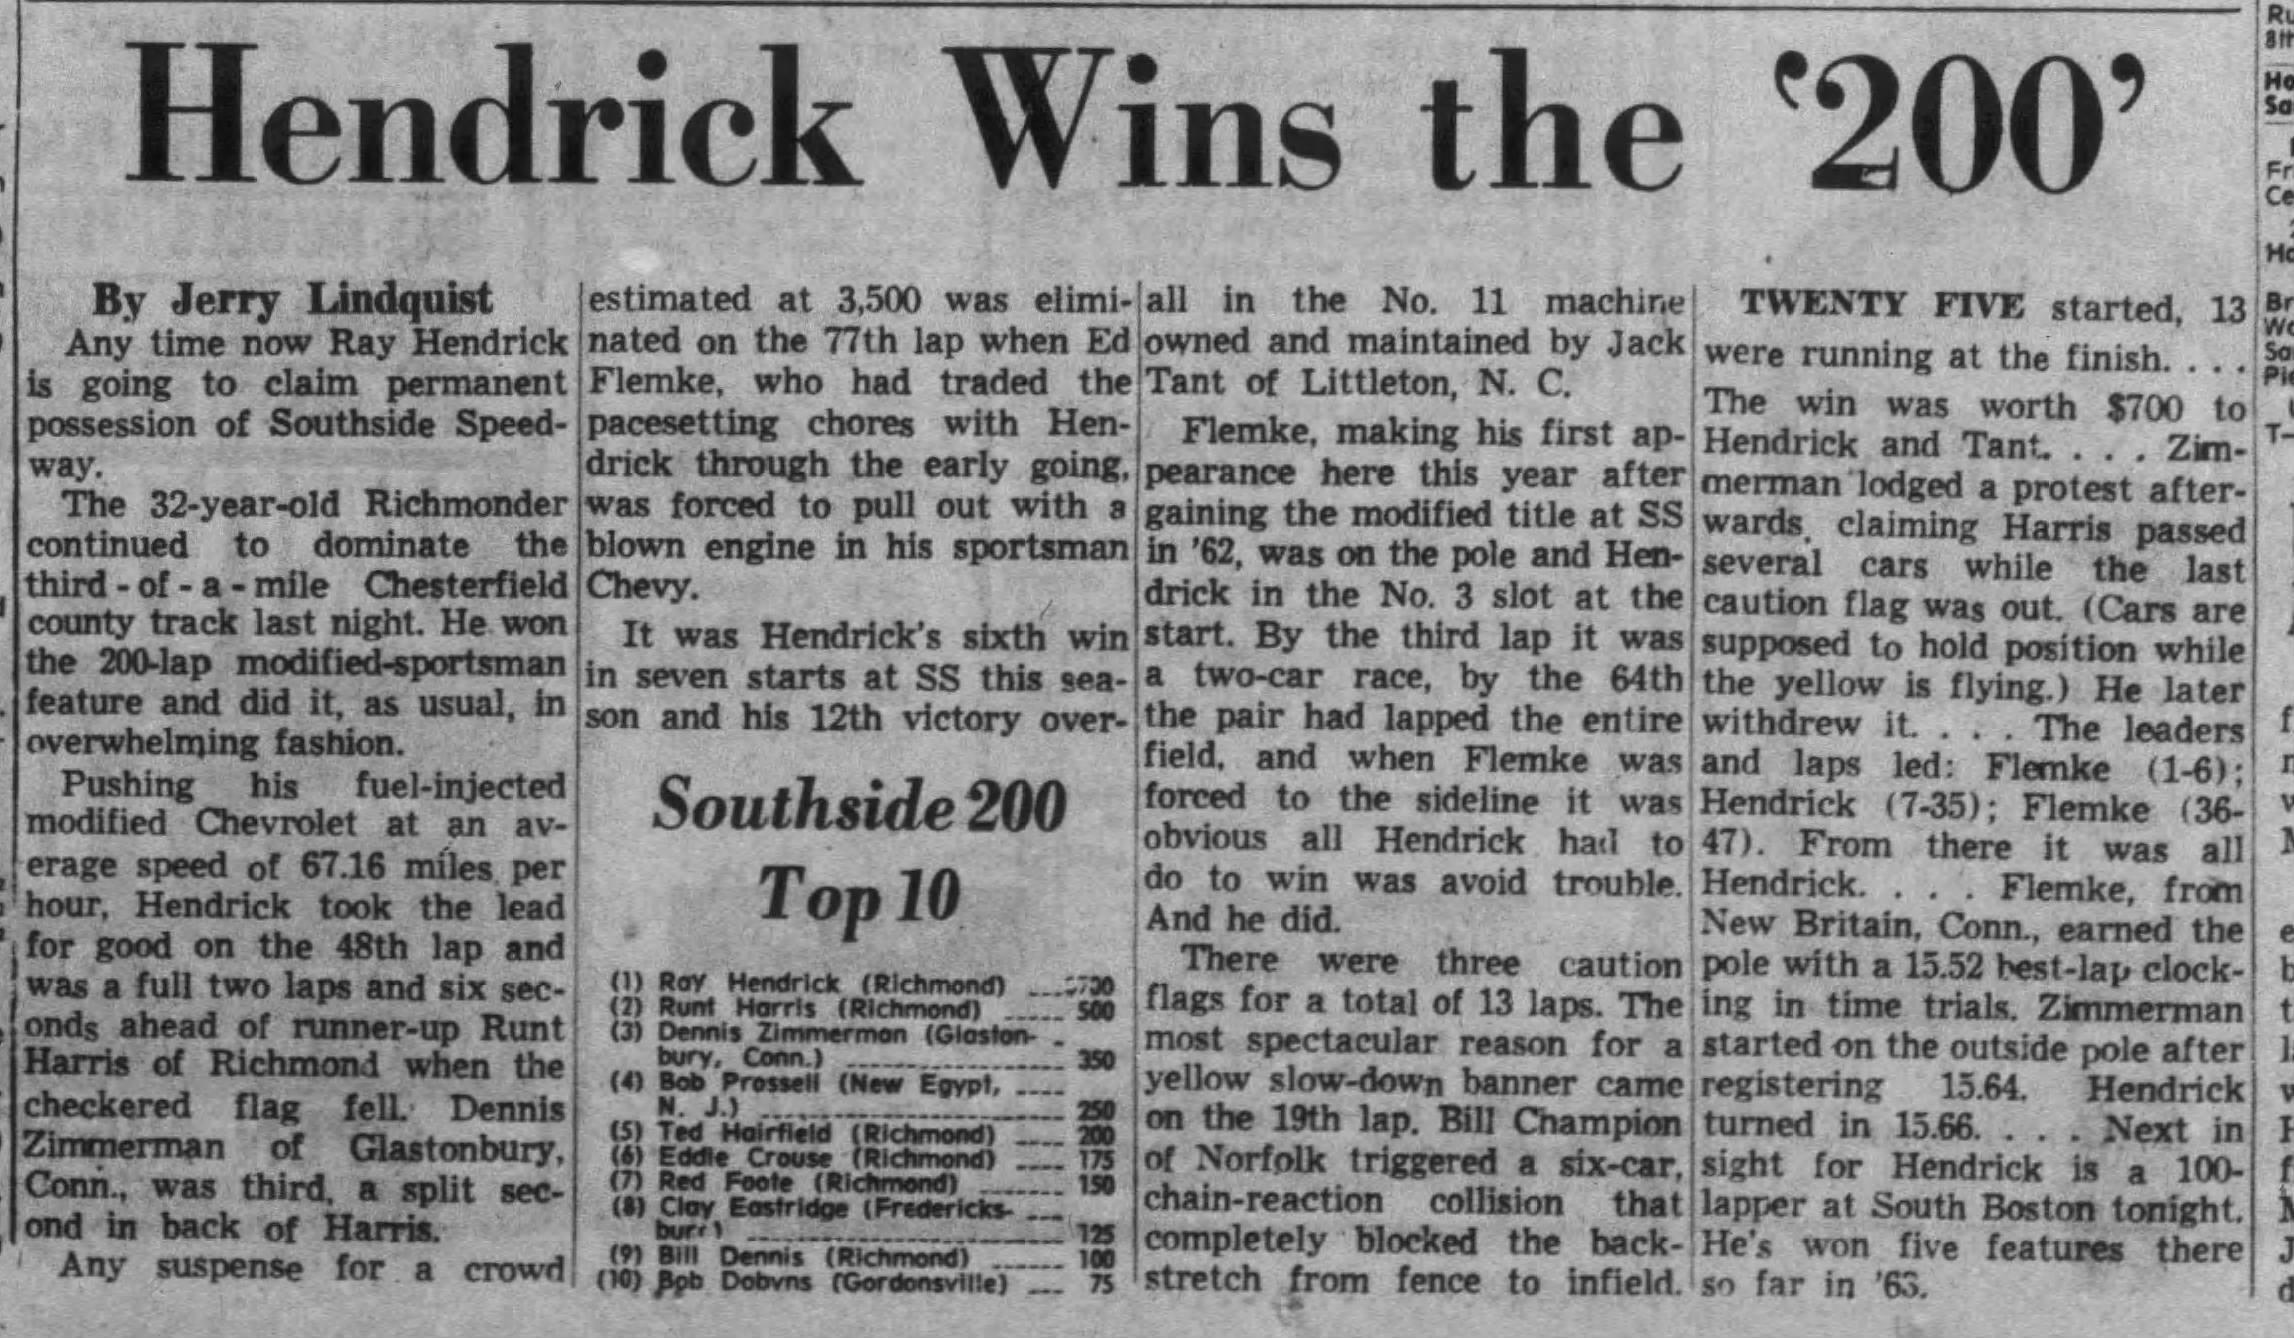 Hendrick Wins the '200'
By Jerry Lindquist
Any time now Ray Hendrick
is going to claim permanent
possession of Southside Speed-
way.
The 32-year-old Richmonder
continued to dominate the
third - of - a - mile Chesterfield
county track last night. He won
the 200-lap modified-sportsman
feature and did it, as usual, in
overwhelming fashion.
Pushing his fuel-injected
modified Chevrolet at an av-
erage speed of 67.16 miles per
hour, Hendrick took the lead
for good on the 48th lap and
was a full two laps and six sec-
onds ahead of runner-up Runt
Harris of Richmond when the
checkered flag fell. Dennis
Zimmerman of Glastonbury,
Conn., was third, a split sec-
ond in back of Harris.
Any suspense for a crowd
estimated at 3,500 was elimi-
nated on the 77th lap when Ed
Flemke, who had traded the
pacesetting chores with Hen-
drick through the early going,
was forced to pull out with a
blown engine in his sportsman
Chevy.
It was Hendrick's sixth win
in seven starts at SS this sea-
son and his 12th victory over-
Southside 200
Top 10
(1) Ray Hendrick (Richmond) ---$700
(2) Runt Harris (Richmond) ----- 500
(3) Dennis Zimmerman (Glaston- -
bury, Conn.) ------------------ 350
(4) Bob Prossell (New Egypt, ----
N. J.) ------------------------- 250
(5) Ted Hairfield (Richmond) ---- 200
(6) Eddie Crouse (Richmond) ---- 175
(7) Red Foote (Richmond) ------- 150
(8) Clay Eastridge (Fredericks- ---
burg) -------------------------- 125
(9) Bill Dennis (Richmond) ------ 100
(10) Bob Dobyns (Gordonsville) --- 75
all in the No. 11 machine
owned and maintained by Jack
Tant of Littleton, N. C.
Flemke, making his first ap-
pearance here this year after
gaining the modified title at SS
in '62, was on the pole and Hen-
drick in the No. 3 slot at the
start. By the third lap it was
a two-car race, by the 64th
the pair had lapped the entire
field, and when Flemke was
forced to the sideline it was
obvious all Hendrick had to
do to win was avoid trouble.
And he did.
There were three caution
flags for a total of 13 laps. The
most spectacular reason for a
yellow slow-down banner came
on the 19th lap. Bill Champion
of Norfolk triggered a six-car,
chain-reaction collision that
completely blocked the back-
stretch from fence to infield.
TWENTY FIVE started, 13
were running at the finish. . . .
The win was worth $700 to
Hendrick and Tant. . . . Zim-
merman lodged a protest after-
wards, claiming Harris passed
several cars while the last
caution flag was out. (Cars are
supposed to hold position while
the yellow is flying.) He later
withdrew it. . . . The leaders
and laps led: Flemke (1-6);
Hendrick (7-35); Flemke (36-
47). From there it was all
Hendrick. . . . Flemke, from
New Britain, Conn., earned the
pole with a 15.52 best-lap clock-
ing in time trials. Zimmerman
started on the outside pole after
registering 15.64. Hendrick
turned in 15.66. . . . Next in
sight for Hendrick is a 100-
lapper at South Boston tonight.
He's won five features there
so far in '63.